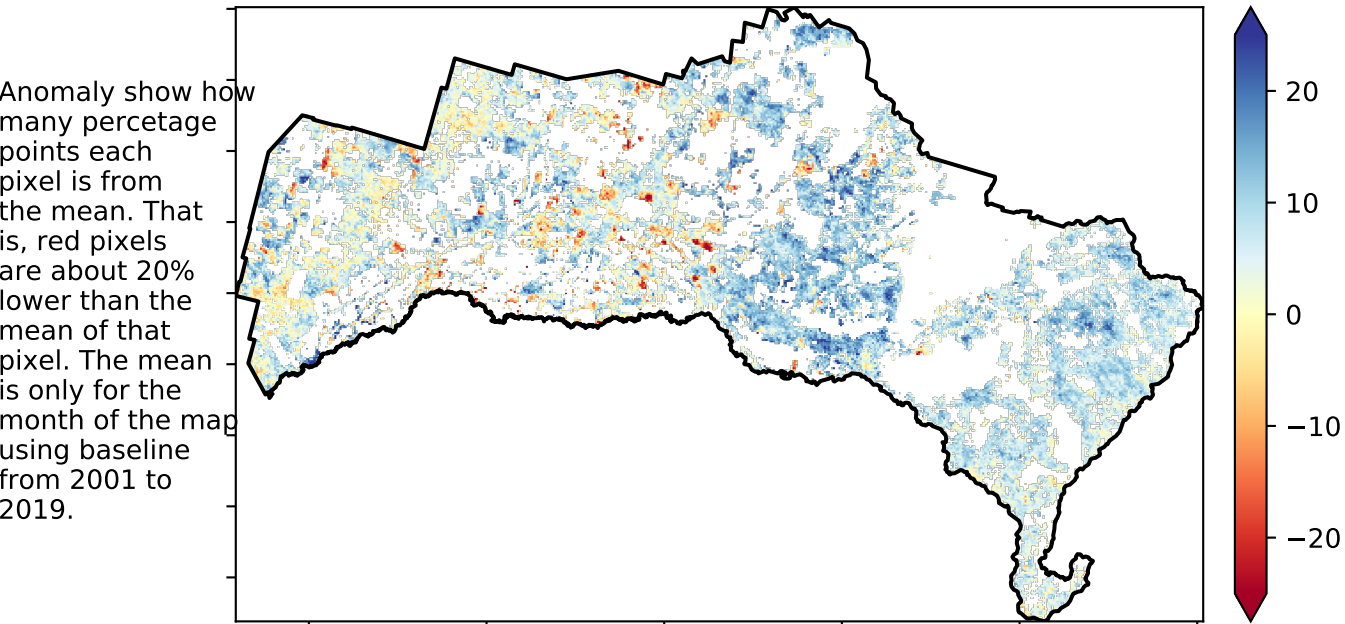 Anomaly show how
many percetage
points each
pixel is from
the mean. That
is, red pixels
are about 20%
lower than the
mean of that
pixel. The mean
is only for the
month of the map
using baseline
from 2001 to
2019.
20
10
0
−10
−20